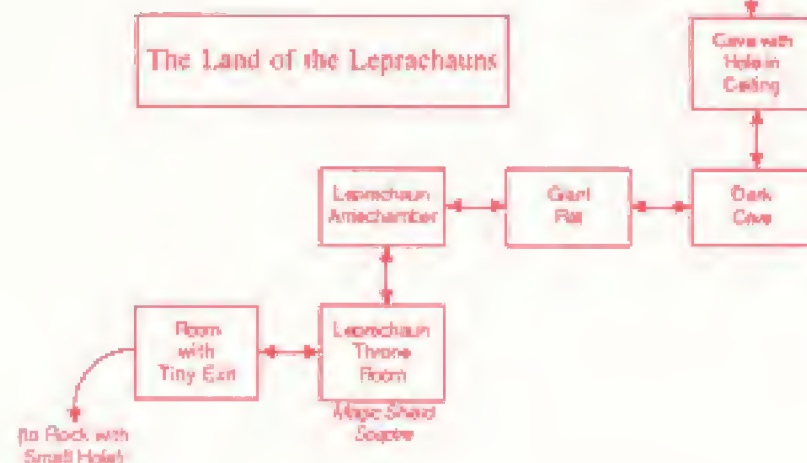 The Land of the Leprachauns
Cave with
Hole in
Ceiling
Leprachaun
Antechamber
Giant
Rat
Dark
Cave
Room
with
Tiny Exit
Leprachaun
Throne
Room
Magic Shield
Sceptre
(to Rock with
Small Hole)